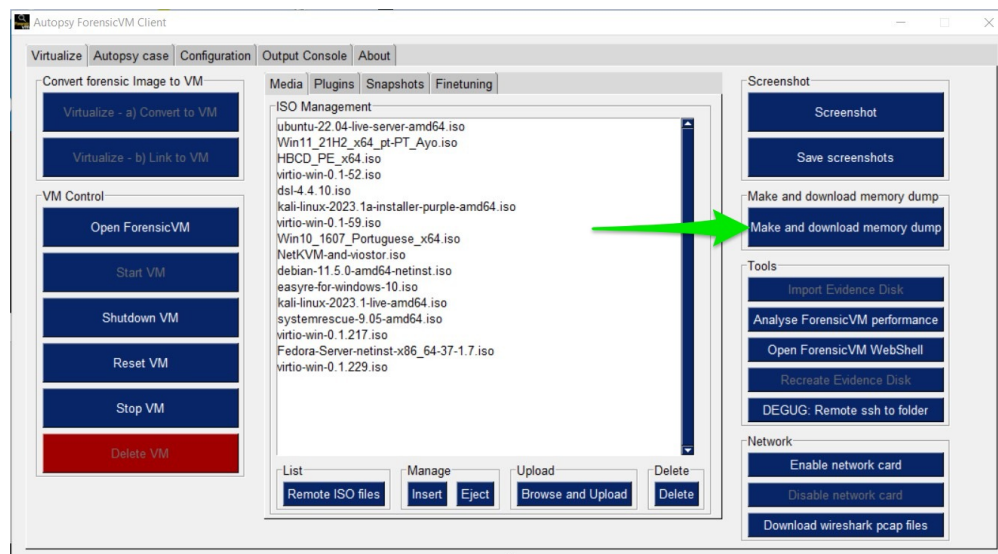 Autopsy ForensicVM Client
Virtualize Autopsy case Configuration Output Console About
Convert forensic Image to VM
Virtualize - a) Convert to VM
Virtualize - b) Link to VM
VM Control
Open ForensicVM
Start VM
Shutdown VM
Reset VM
Stop VM
Delete VM
Media Plugins Snapshots Finetuning
ISO Management
ubuntu-22.04-live-server-amd64.iso
Win11_21H2_x64_pt-PT_Ayo.iso
HBCD_PE_x64.iso
virtio-win-0.1-52.iso
dsl-4.4.10.iso
kali-linux-2023.1a-installer-purple-amd64.iso
virtio-win-0.1-59.iso
Win10_1607_Portuguese_x64.iso
NetKVM-and-viostor.iso
debian-11.5.0-amd64-netinst.iso
easyre-for-windows-10.iso
kali-linux-2023.1-live-amd64.iso
systemrescue-9.05-amd64.iso
virtio-win-0.1.217.iso
Fedora-Server-netinst-x86_64-37-1.7.iso
virtio-win-0.1.229.iso
List Manage Upload Delete
Remote ISO files Insert Eject Browse and Upload Delete
Screenshot
Screenshot
Save screenshots
Make and download memory dump
Make and download memory dump
Tools
Import Evidence Disk
Analyse ForensicVM performance
Open ForensicVM WebShell
Recreate Evidence Disk
DEGUG: Remote ssh to folder
Network
Enable network card
Disable network card
Download wireshark pcap files